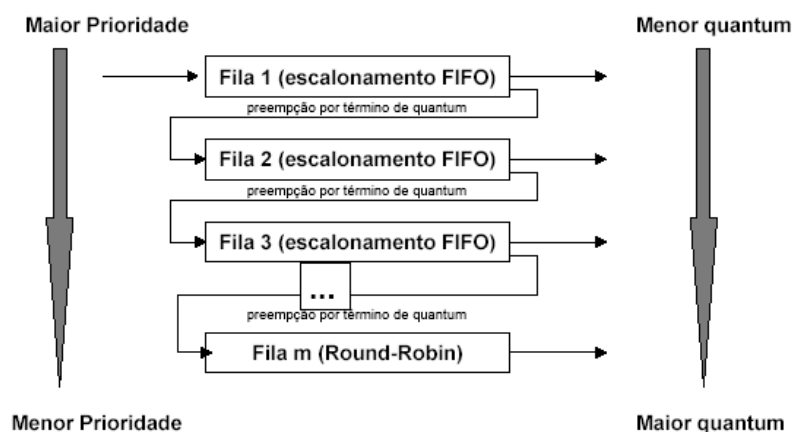 Maior Prioridade
Menor quantum
Fila 1 (escalonamento FIFO)
preempção por término de quantum
Fila 2 (escalonamento FIFO)
preempção por término de quantum
Fila 3 (escalonamento FIFO)
...
preempção por término de quantum
Fila m (Round-Robin)
Menor Prioridade
Maior quantum